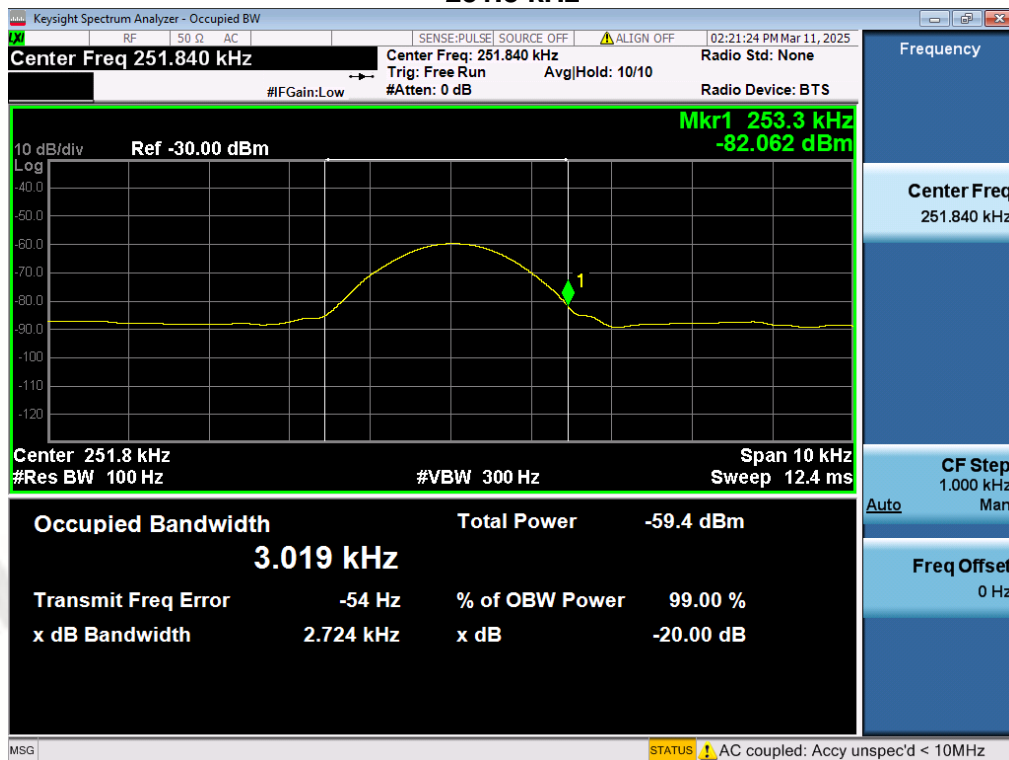 Keysight Spectrum Analyzer - Occupied BW
LXI RF 50 Ω AC SENSE:PULSE SOURCE OFF ALIGN OFF 02:21:24 PM Mar 11, 2025
Center Freq 251.840 kHz
Center Freq: 251.840 kHz Radio Std: None
Trig: Free Run Avg|Hold: 10/10
#IFGain:Low #Atten: 0 dB Radio Device: BTS
Frequency
Mkr1 253.3 kHz
-82.062 dBm
10 dB/div Ref -30.00 dBm
Log
-40.0
-50.0
-60.0
-70.0
-80.0
-90.0
-100
-110
-120
1
Center 251.8 kHz Span 10 kHz
#Res BW 100 Hz #VBW 300 Hz Sweep 12.4 ms
Center Freq
251.840 kHz
CF Step
1.000 kHz
Auto Man
Freq Offset
0 Hz
Occupied Bandwidth Total Power -59.4 dBm
3.019 kHz
Transmit Freq Error -54 Hz % of OBW Power 99.00 %
x dB Bandwidth 2.724 kHz x dB -20.00 dB
MSG STATUS AC coupled: Accy unspec'd < 10MHz